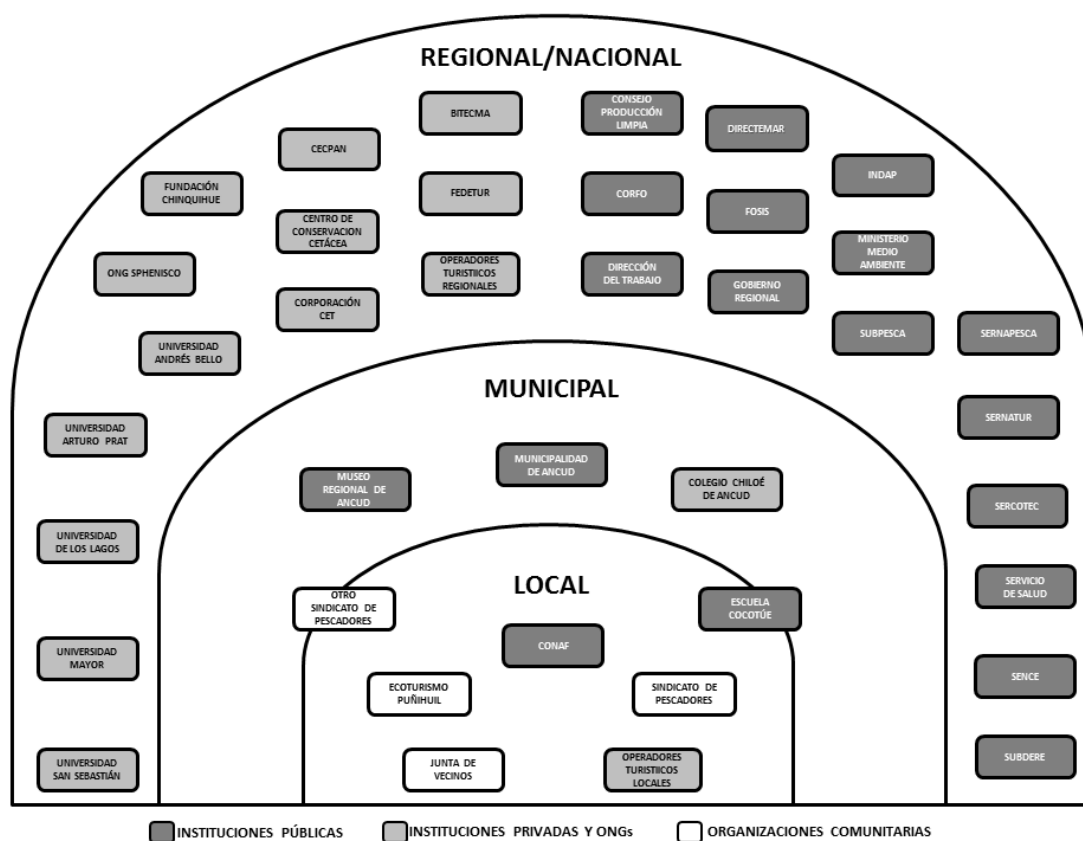 REGIONAL/NACIONAL
BITECMA
CONSEJO
PRODUCCIÓN
LIMPIA
DIRECTEMAR
CECPAN
INDAP
FUNDACIÓN
CHINQUIHUE
FEDETUR
CORFO
FOSIS
CENTRO DE
CONSERVACION
CETÁCEA
MINISTERIO
MEDIO
AMBIENTE
ONG SPHENISCO
OPERADORES
TURISTIICOS
REGIONALES
DIRECCIÓN
DEL TRABAJO
GOBIERNO
REGIONAL
CORPORACIÓN
CET
SUBPESCA
SERNAPESCA
UNIVERSIDAD
ANDRÉS BELLO
MUNICIPAL
SERNATUR
UNIVERSIDAD
ARTURO PRAT
MUNICIPALIDAD
DE ANCUD
MUSEO
REGIONAL DE
ANCUD
COLEGIO CHILOÉ
DE ANCUD
SERCOTEC
UNIVERSIDAD
DE LOS LAGOS
LOCAL
SERVICIO
DE SALUD
OTRO
SINDICATO DE
PESCADORES
ESCUELA
COCOTÚE
CONAF
UNIVERSIDAD
MAYOR
SENCE
ECOTURISMO
PUÑIHUIL
SINDICATO DE
PESCADORES
UNIVERSIDAD
SAN SEBASTIÁN
JUNTA DE
VECINOS
OPERADORES
TURISTIICOS
LOCALES
SUBDERE
INSTITUCIONES PÚBLICAS
INSTITUCIONES PRIVADAS Y ONGs
ORGANIZACIONES COMUNITARIAS